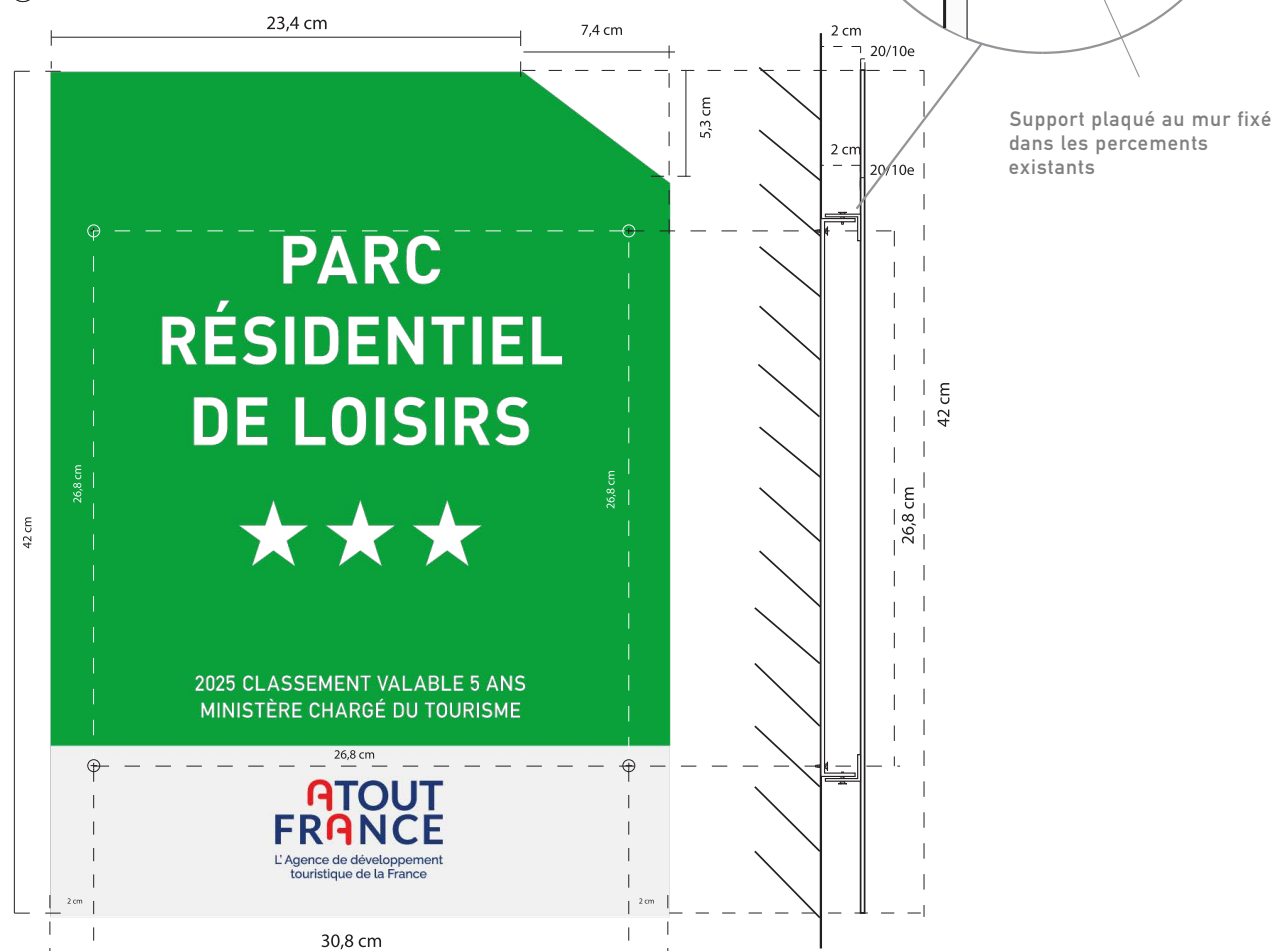 23,4 cm
7,4 cm
2 cm
20/10e
5,3 cm
Support plaqué au mur fixé
dans les percements
existants
2 cm
20/10e
PARC
RÉSIDENTIEL
DE LOISIRS
26,8 cm
26,8 cm
42 cm
42 cm
26,8 cm
2025 CLASSEMENT VALABLE 5 ANS
MINISTÈRE CHARGÉ DU TOURISME
26,8 cm
ATOUT
FRANCE
L'Agence de développement
touristique de la France
2 cm
2 cm
30,8 cm